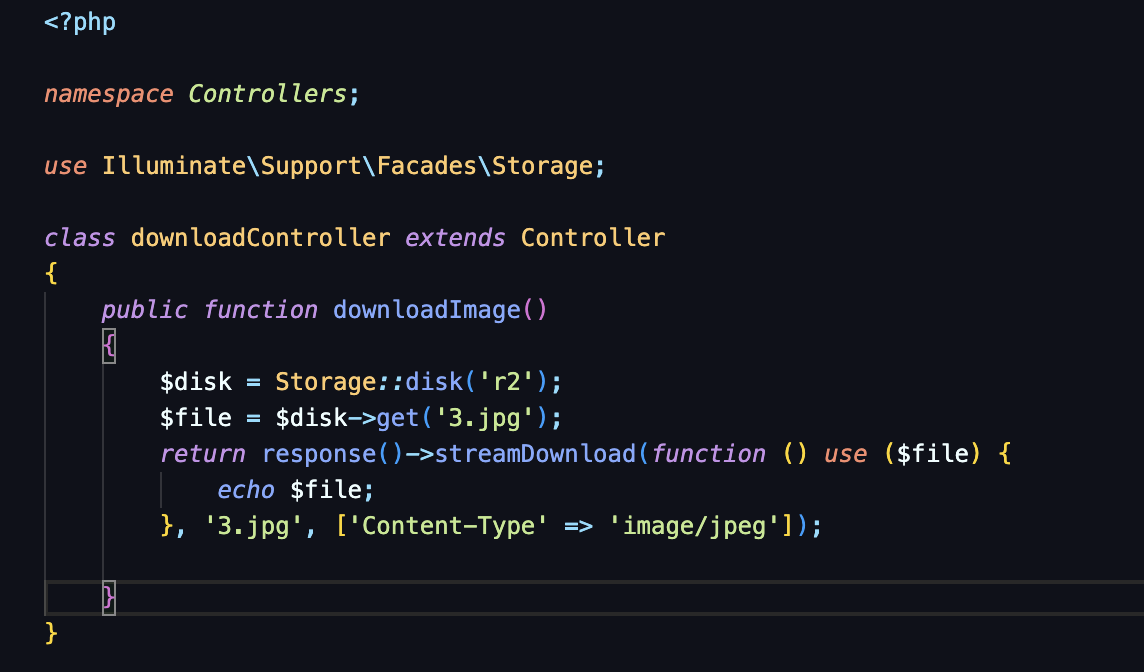 <?php
namespace Controllers;
use Illuminate\Support\Facades\Storage;
class downloadController extends Controller
{
    public function downloadImage()
    {
        $disk = Storage::disk('r2');
        $file = $disk->get('3.jpg');
        return response()->streamDownload(function () use ($file) {
            echo $file;
        }, '3.jpg', ['Content-Type' => 'image/jpeg']);
    }
}